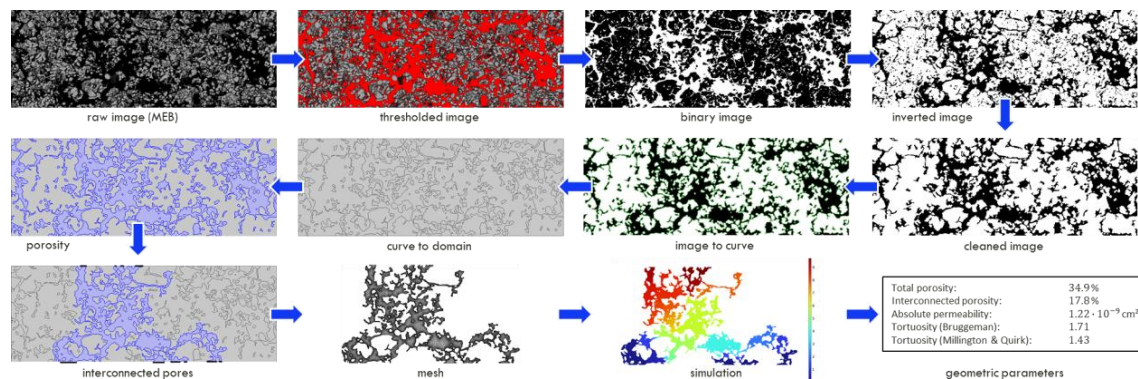 raw image (MEB)
thresholded image
binary image
inverted image
porosity
curve to domain
image to curve
cleaned image
interconnected pores
mesh
simulation
Total porosity: 34.9%
Interconnected porosity: 17.8%
Absolute permeability: 1.22 · 10⁻⁹ cm²
Tortuosity (Bruggeman): 1.71
Tortuosity (Millington & Quirk): 1.43
geometric parameters